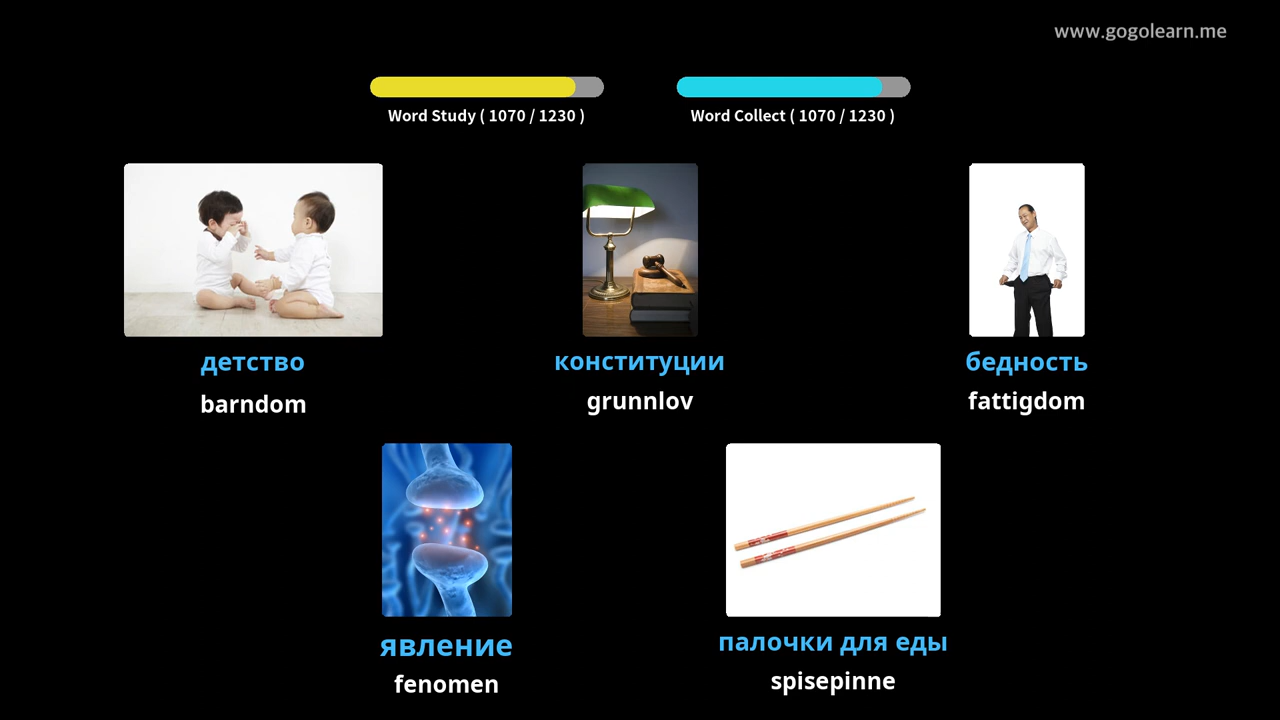 www.gogolearn.me
Word Study ( 1070 / 1230 )
Word Collect ( 1070 / 1230 )
детство
barndom
конституции
grunnlov
бедность
fattigdom
явление
fenomen
палочки для еды
spisepinne